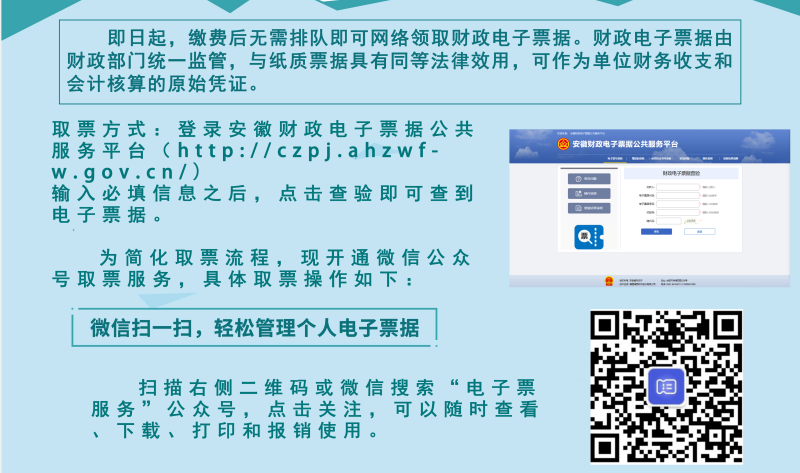 即日起，缴费后无需排队即可网络领取财政电子票据。财政电子票据由
财政部门统一监管，与纸质票据具有同等法律效用，可作为单位财务收支和
会计核算的原始凭证。
取票方式：登录安徽财政电子票据公共
服务平台（http://czpj.ahzwf-
w.gov.cn/）
输入必填信息之后，点击查验即可查到
电子票据。
安徽财政电子票据公共服务平台
财政电子票据查验
票
为简化取票流程，现开通微信公众
号取票服务，具体取票操作如下：
微信扫一扫，轻松管理个人电子票据
扫描右侧二维码或微信搜索“电子票
服务”公众号，点击关注，可以随时查看
、下载、打印和报销使用。